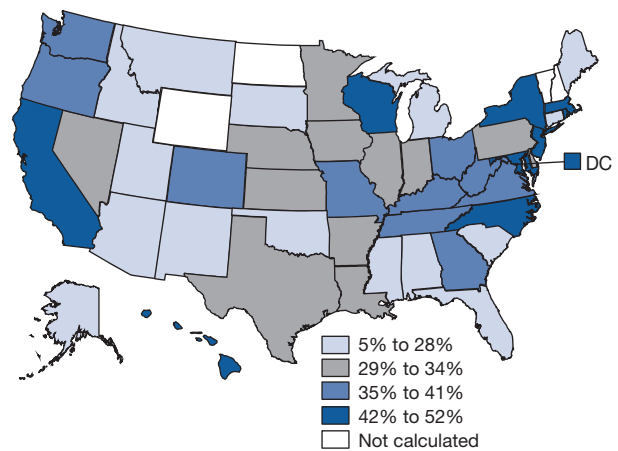 DC
5% to 28%
29% to 34%
35% to 41%
42% to 52%
Not calculated